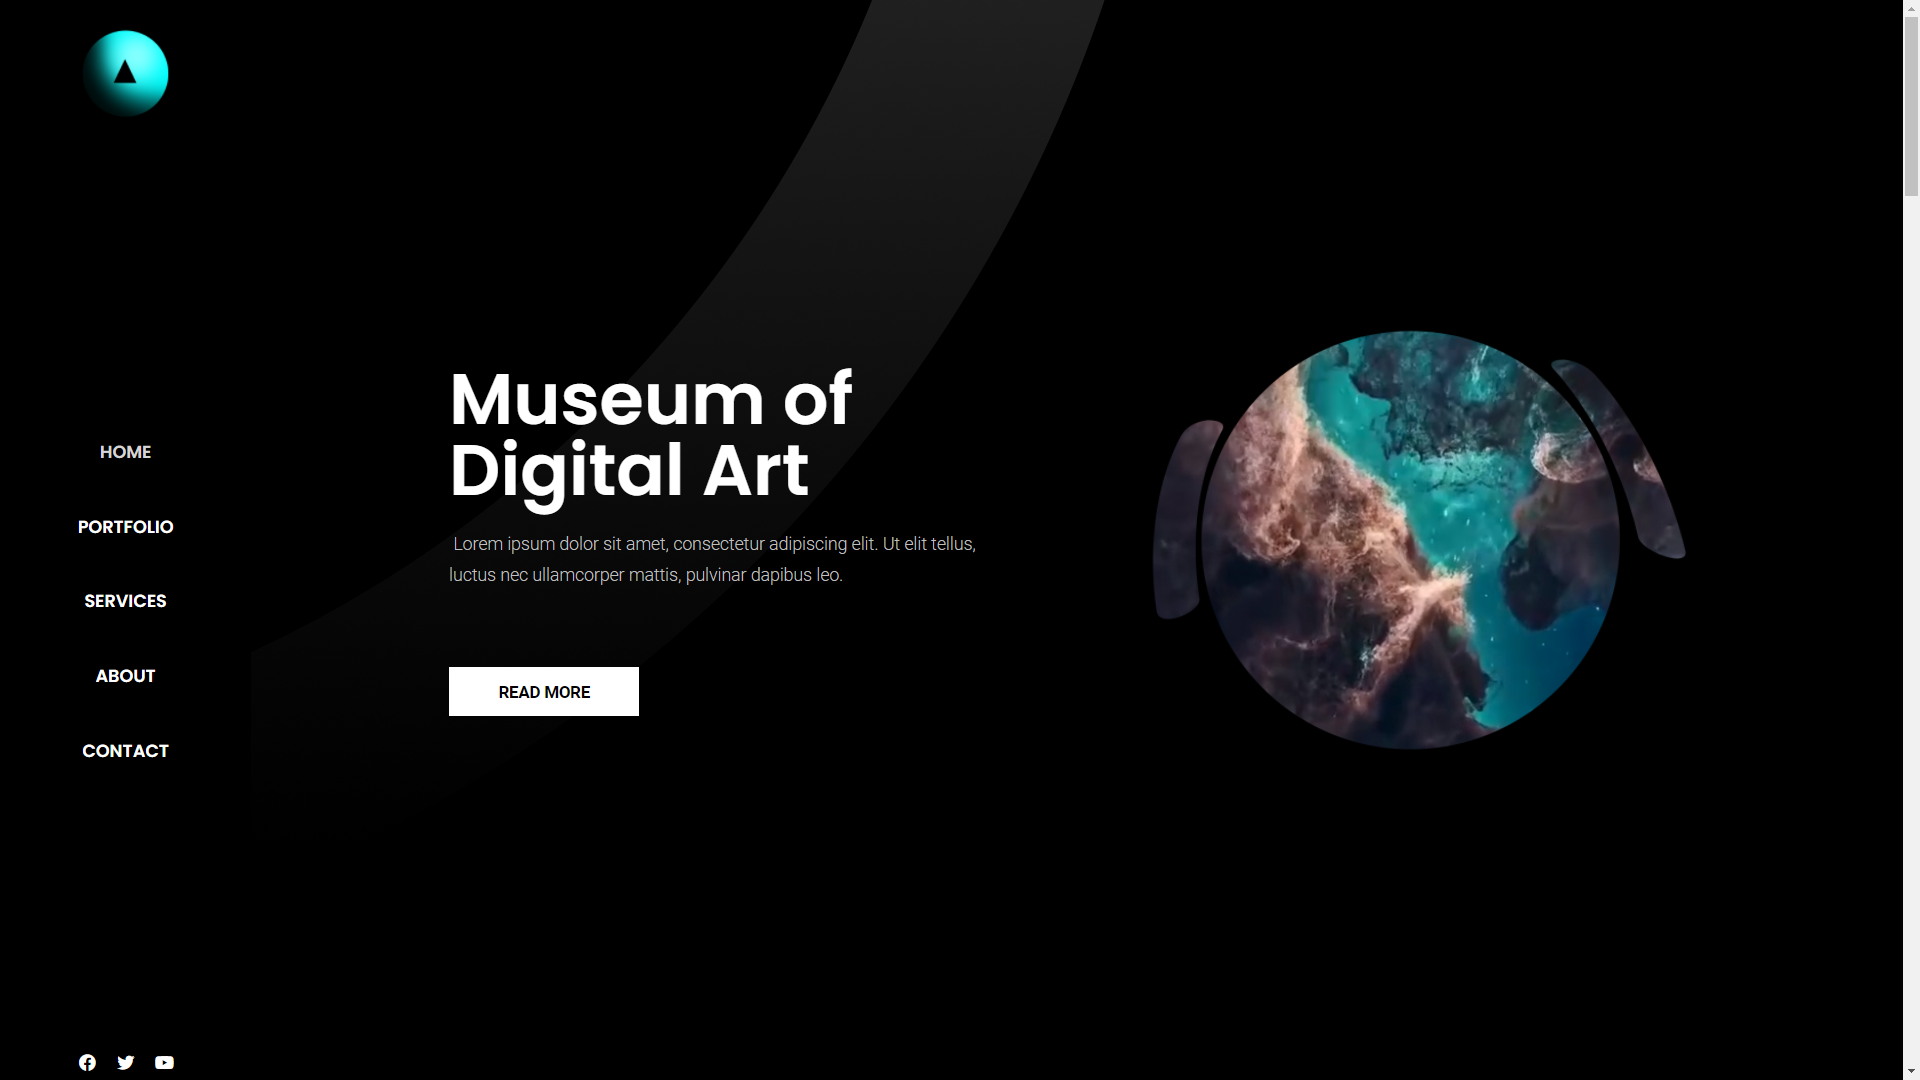 HOME
PORTFOLIO
SERVICES
ABOUT
CONTACT
Museum of
Digital Art
Lorem ipsum dolor sit amet, consectetur adipiscing elit. Ut elit tellus,
luctus nec ullamcorper mattis, pulvinar dapibus leo.
READ MORE